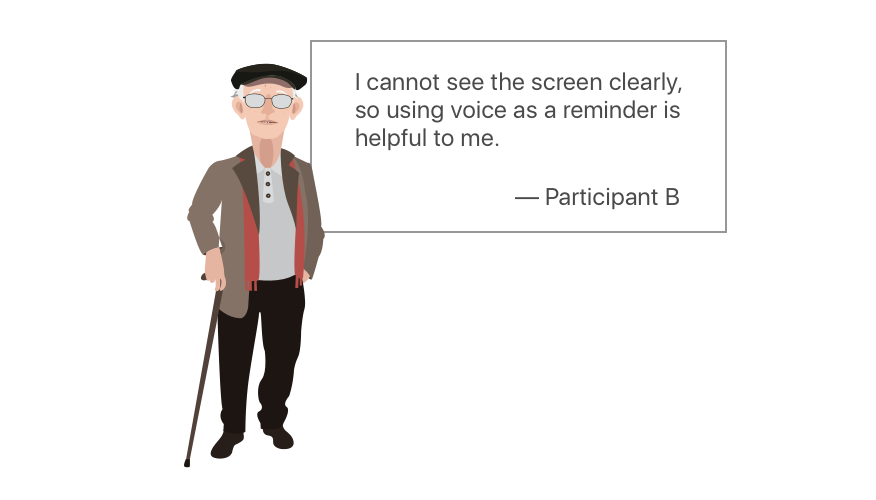 I cannot see the screen clearly,
so using voice as a reminder is
helpful to me.
— Participant B